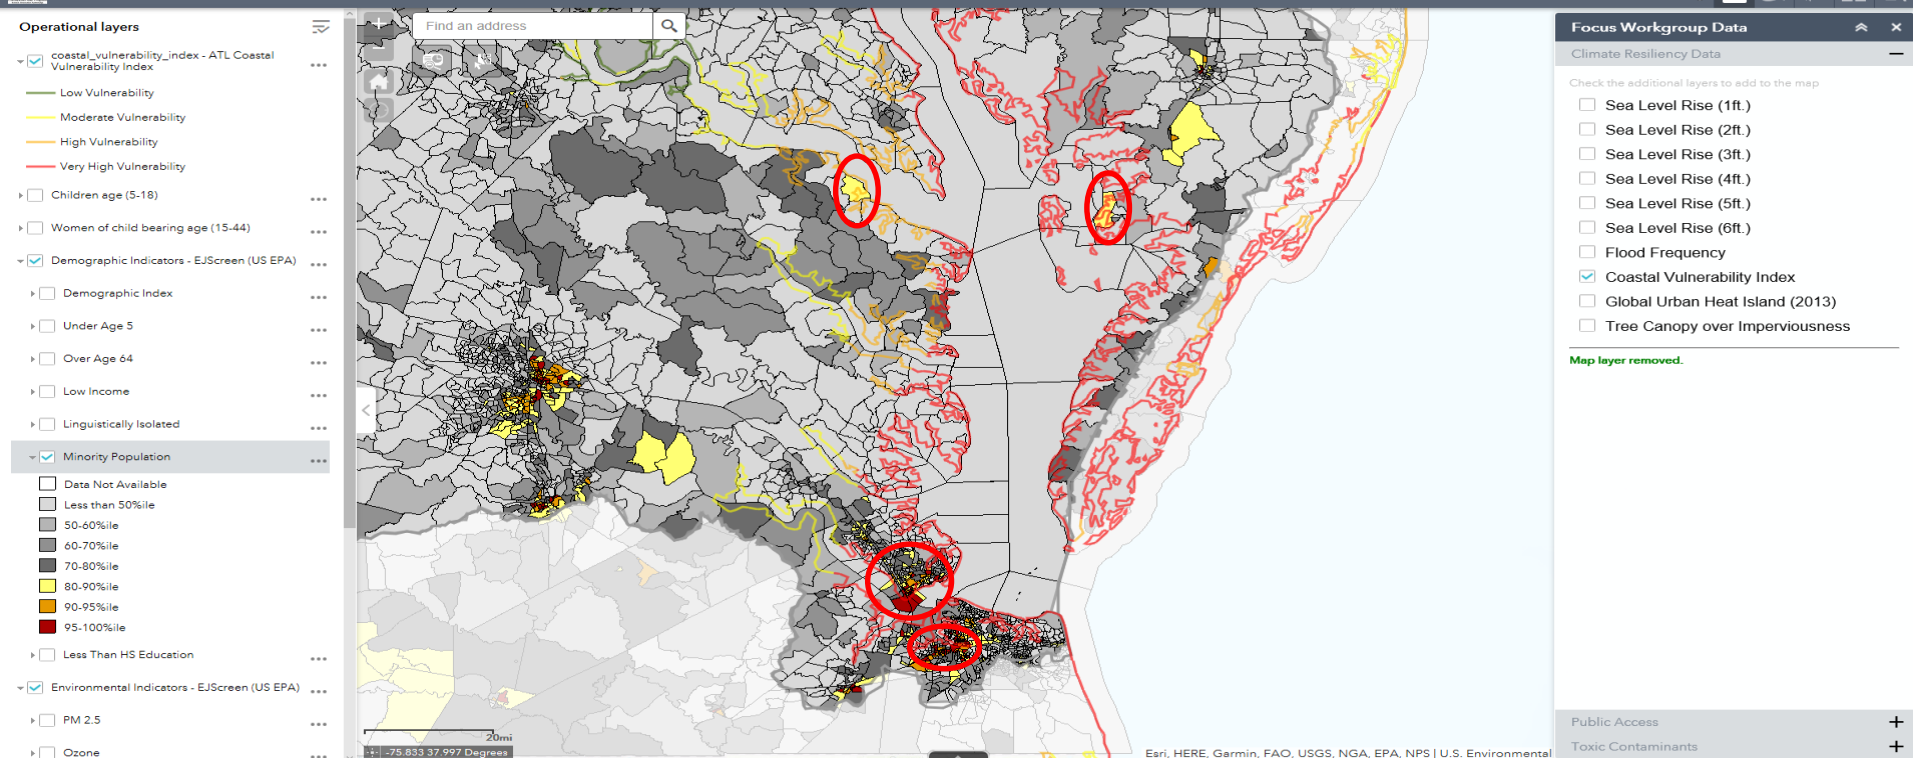 Operational layers
coastal_vulnerability_index - ATL Coastal
Vulnerability Index
Low Vulnerability
Moderate Vulnerability
High Vulnerability
Very High Vulnerability
Children age (5-18)
Women of child bearing age (15-44)
Demographic Indicators - EJScreen (US EPA)
Demographic Index
Under Age 5
Over Age 64
Low Income
Linguistically Isolated
Minority Population
Data Not Available
Less than 50%ile
50-60%ile
60-70%ile
70-80%ile
80-90%ile
90-95%ile
95-100%ile
Less Than HS Education
Environmental Indicators - EJScreen (US EPA)
PM 2.5
Ozone
Find an address
20mi
-75.833 37.997 Degrees
Esri, HERE, Garmin, FAO, USGS, NGA, EPA, NPS | U.S. Environmental
Focus Workgroup Data
Climate Resiliency Data
Check the additional layers to add to the map
Sea Level Rise (1ft.)
Sea Level Rise (2ft.)
Sea Level Rise (3ft.)
Sea Level Rise (4ft.)
Sea Level Rise (5ft.)
Sea Level Rise (6ft.)
Flood Frequency
Coastal Vulnerability Index
Global Urban Heat Island (2013)
Tree Canopy over Imperviousness
Map layer removed.
Public Access
Toxic Contaminants